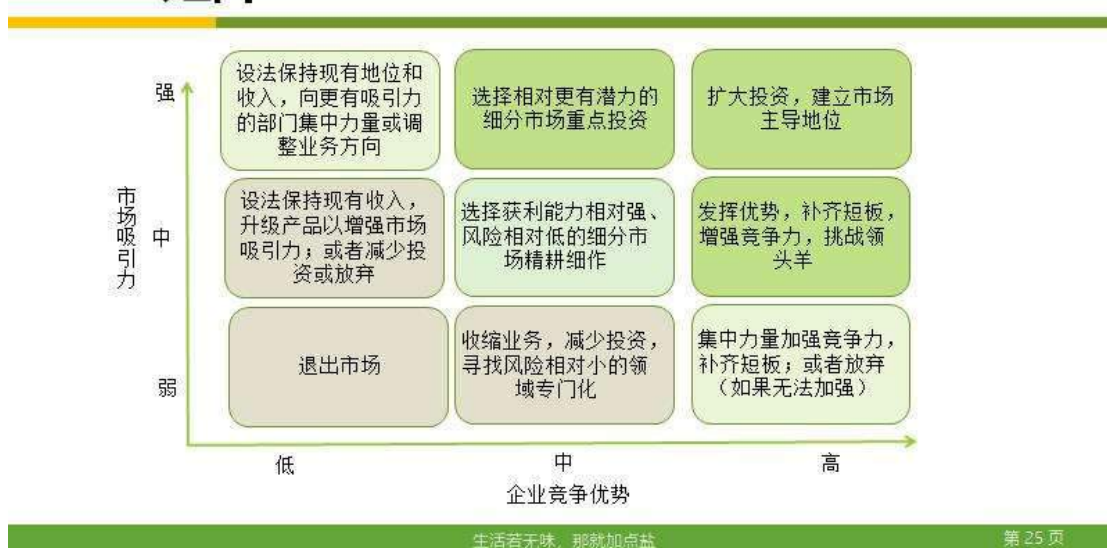 强
设法保持现有地位和
收入，向更有吸引力
的部门集中力量或调
整业务方向
选择相对更有潜力的
细分市场重点投资
扩大投资，建立市场
主导地位
市场吸引力
中
设法保持现有收入，
升级产品以增强市场
吸引力；或者减少投
资或放弃
选择获利能力相对强、
风险相对低的细分市
场精耕细作
发挥优势，补齐短板，
增强竞争力，挑战领
头羊
弱
退出市场
收缩业务，减少投资，
寻找风险相对小的领
域专门化
集中力量加强竞争力，
补齐短板；或者放弃
（如果无法加强）
低
中
高
企业竞争优势
生活若无味，那就加点盐
第 25 页